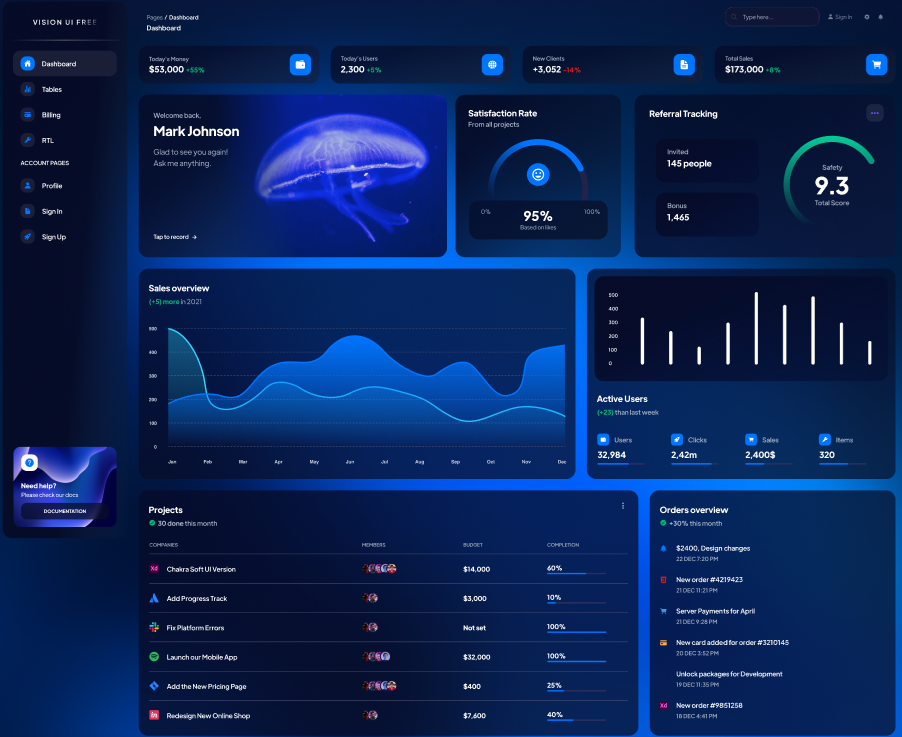 VISION UI FREE
Dashboard
Tables
Billing
RTL
ACCOUNT PAGES
Profile
Sign In
Sign Up
Need help?
Please check our docs
DOCUMENTATION
Pages / Dashboard
Dashboard
Type here...
Sign In
Today's Money
$53,000 +55%
Today's Users
2,300 +5%
New Clients
+3,052 -14%
Total Sales
$173,000 +8%
Welcome back,
Mark Johnson
Glad to see you again!
Ask me anything.
Tap to record
Satisfaction Rate
From all projects
0%
95%
100%
Based on likes
Referral Tracking
Invited
145 people
Bonus
1,465
Safety
9.3
Total Score
Sales overview
(+5) more in 2021
500
400
300
200
100
0
Jan Feb Mar Apr May Jun Jul Aug Sep Oct Nov Dec
500
400
300
200
100
0
Active Users
(+23) than last week
Users
32,984
Clicks
2,42m
Sales
2,400$
Items
320
Projects
30 done this month
COMPANIES MEMBERS BUDGET COMPLETION
Xd Chakra Soft UI Version $14,000 60%
Add Progress Track $3,000 10%
Fix Platform Errors Not set 100%
Launch our Mobile App $32,000 100%
Add the New Pricing Page $400 25%
in Redesign New Online Shop $7,600 40%
Orders overview
+30% this month
$2400, Design changes
22 DEC 7:20 PM
New order #4219423
21 DEC 11:21 PM
Server Payments for April
21 DEC 9:28 PM
New card added for order #3210145
20 DEC 3:52 PM
Unlock packages for Development
19 DEC 11:35 PM
Xd New order #9851258
18 DEC 4:41 PM